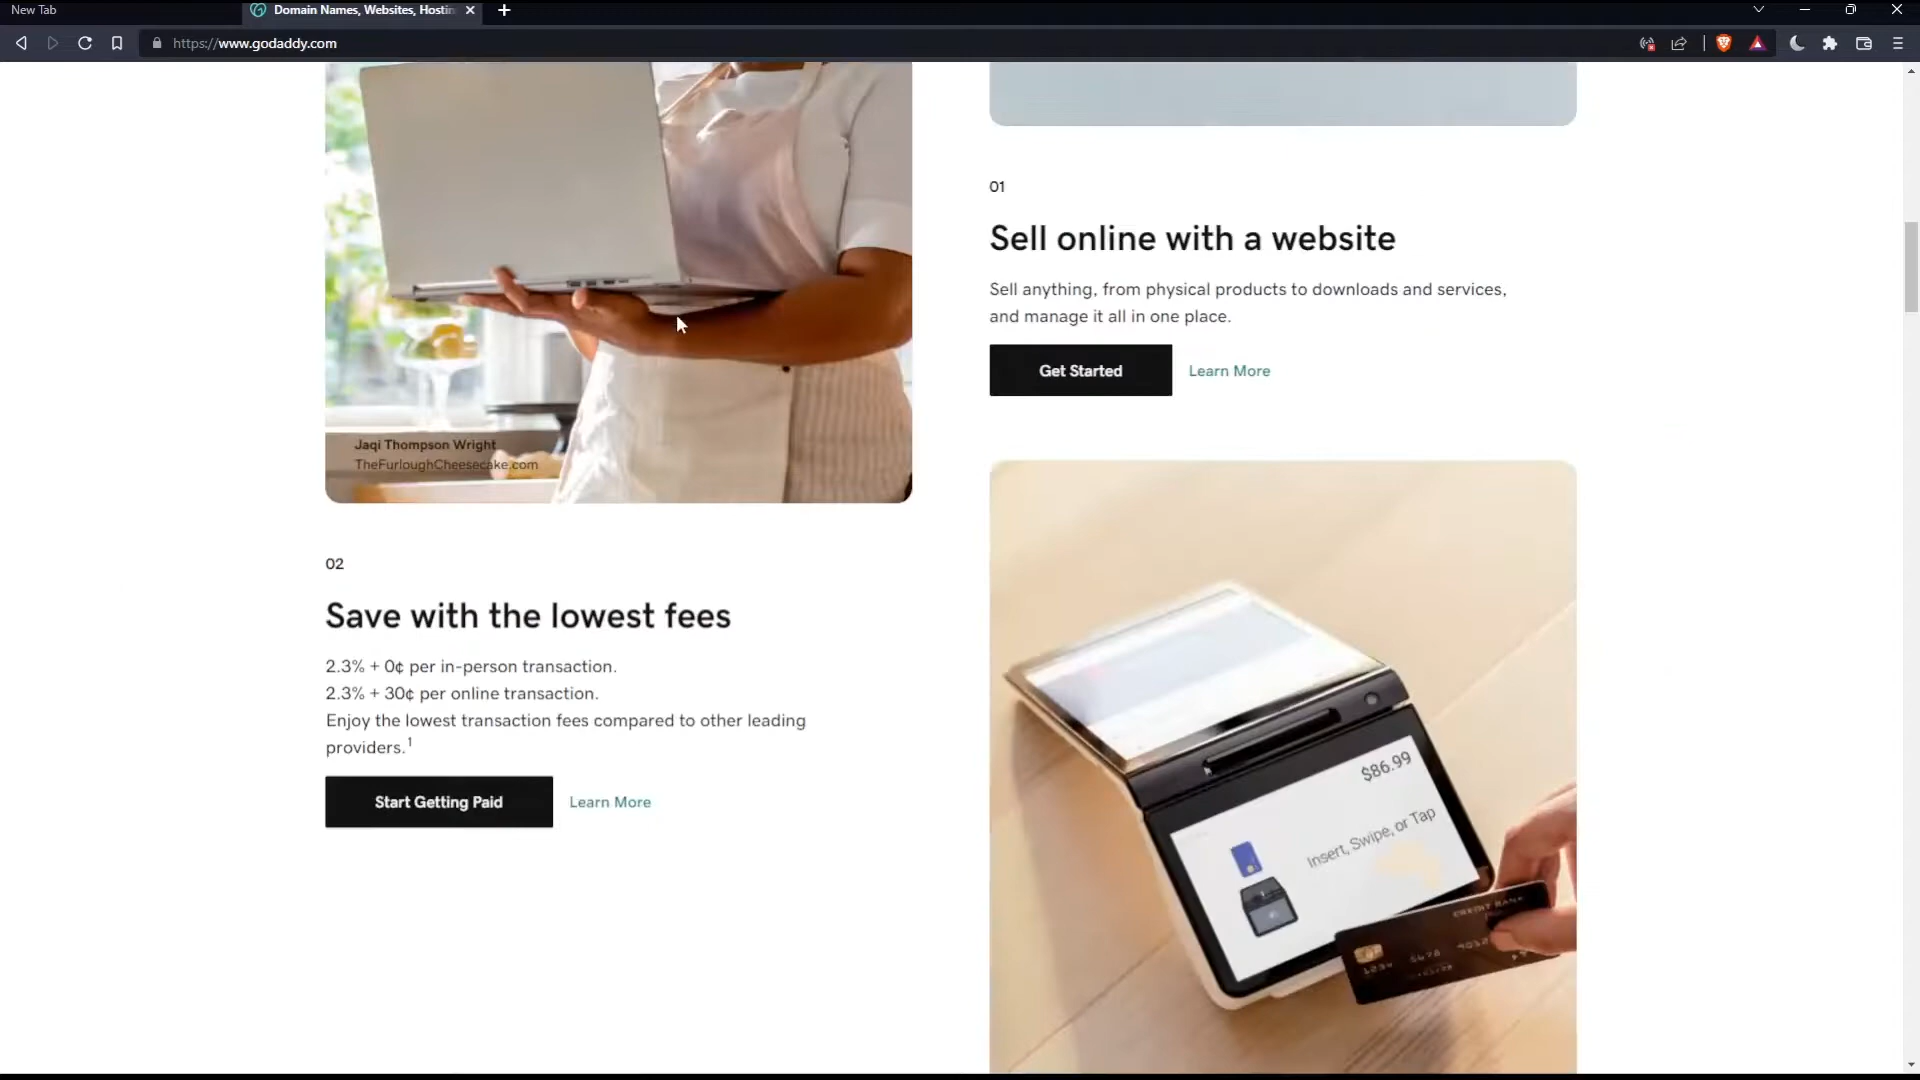 New Tab
Domain Names, Websites, Hostin
https://www.godaddy.com
01
Sell online with a website
Sell anything, from physical products to downloads and services,
and manage it all in one place.
Get Started
Learn More
Jaqi Thompson Wright
TheFurloughCheesecake.com
02
Save with the lowest fees
2.3% + 0¢ per in-person transaction.
2.3% + 30¢ per online transaction.
Enjoy the lowest transaction fees compared to other leading
providers.¹
Start Getting Paid
Learn More
$86.99
Insert, Swipe, or Tap
CREDIT BANK